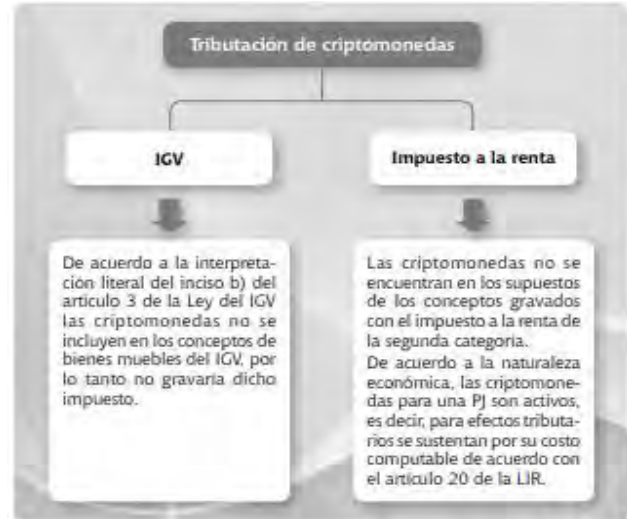 Tributación de criptomonedas
IGV
De acuerdo a la interpreta-
ción literal del inciso b) del
artículo 3 de la Ley del IGV
las criptomonedas no se
incluyen en los conceptos de
bienes muebles del IGV, por
lo tanto no gravaría dicho
impuesto.
Impuesto a la renta
Las criptomonedas no se
encuentran en los supuestos
de los conceptos gravados
con el impuesto a la renta de
la segunda categoría.
De acuerdo a la naturaleza
económica, las criptomone-
das para una PJ son activos,
es decir, para efectos tributa-
rios se sustentan por su costo
computable de acuerdo con
el artículo 20 de la LIR.